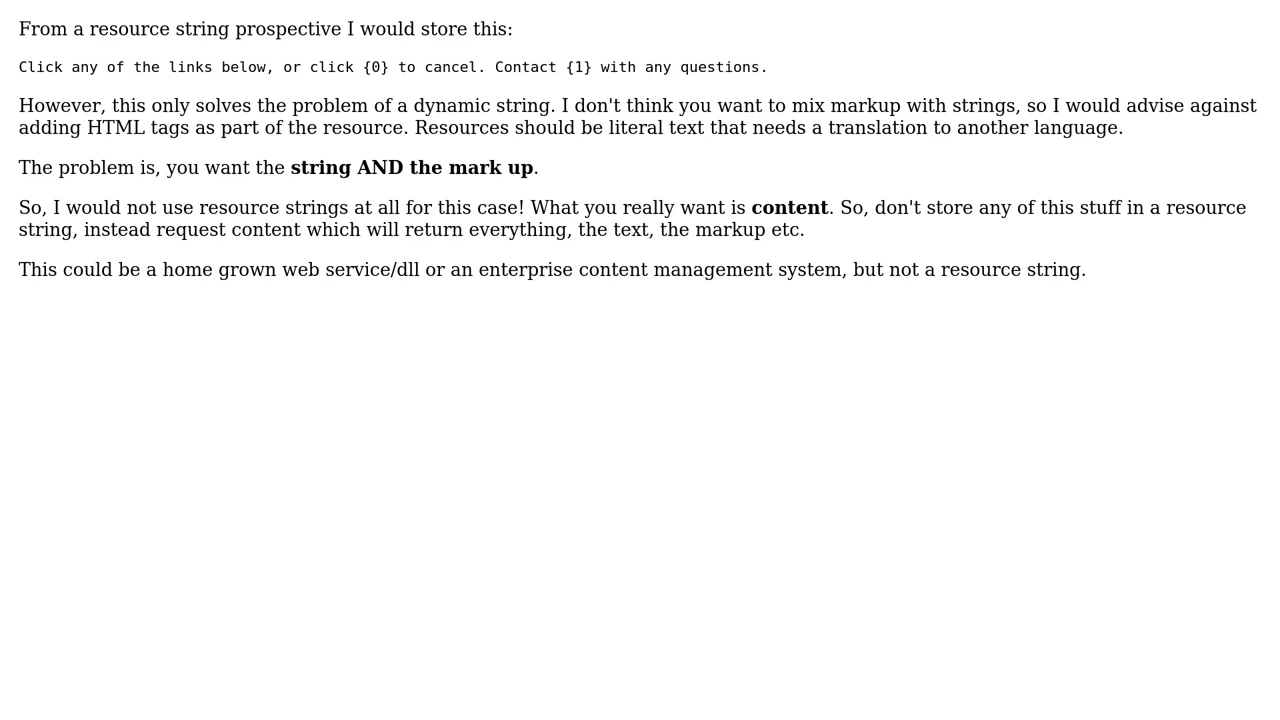 From a resource string prospective I would store this:
Click any of the links below, or click {0} to cancel. Contact {1} with any questions.
However, this only solves the problem of a dynamic string. I don't think you want to mix markup with strings, so I would advise against
adding HTML tags as part of the resource. Resources should be literal text that needs a translation to another language.
The problem is, you want the string AND the mark up.
So, I would not use resource strings at all for this case! What you really want is content. So, don't store any of this stuff in a resource
string, instead request content which will return everything, the text, the markup etc.
This could be a home grown web service/dll or an enterprise content management system, but not a resource string.